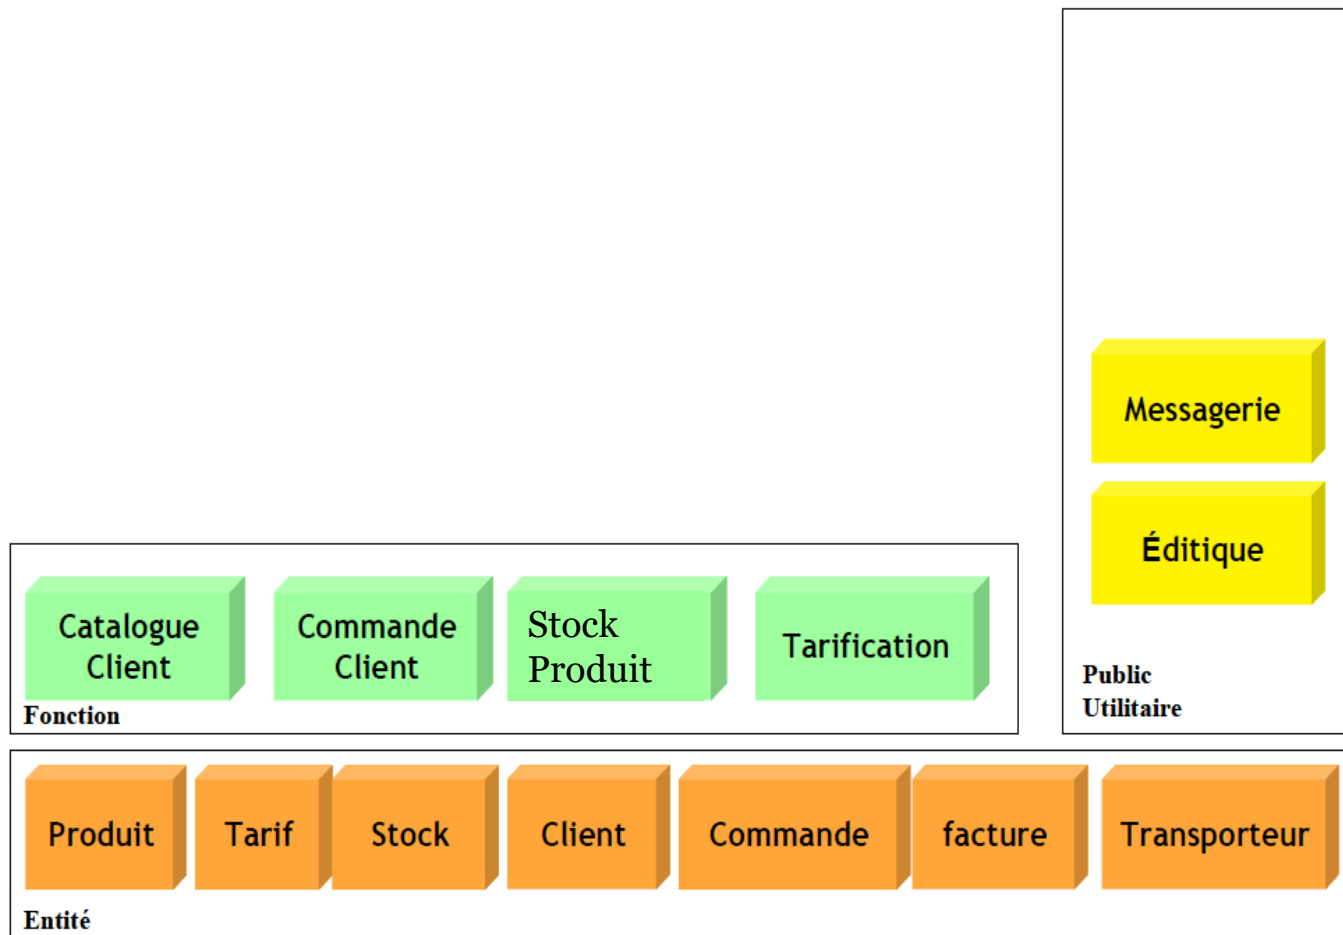 Messagerie
Éditique
Public
Utilitaire
Catalogue
Client
Commande
Client
Stock
Produit
Tarification
Fonction
Produit
Tarif
Stock
Client
Commande
facture
Transporteur
Entité